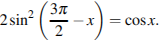 2 sin² (3π/2 − x) = cos x.